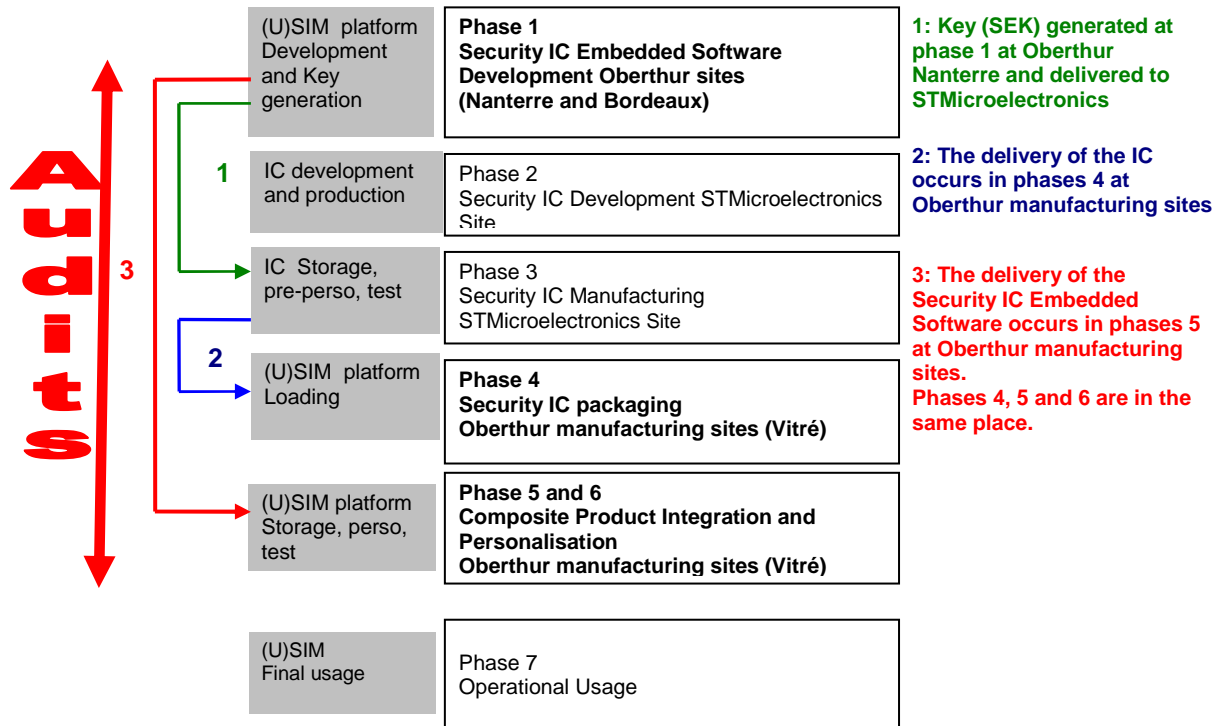 Audits
(U)SIM platform
Development
and Key
generation
Phase 1
Security IC Embedded Software
Development Oberthur sites
(Nanterre and Bordeaux)
1: Key (SEK) generated at
phase 1 at Oberthur
Nanterre and delivered to
STMicroelectronics
1
IC development
and production
Phase 2
Security IC Development STMicroelectronics
Site
2: The delivery of the IC
occurs in phases 4 at
Oberthur manufacturing sites
3
IC Storage,
pre-perso, test
Phase 3
Security IC Manufacturing
STMicroelectronics Site
3: The delivery of the
Security IC Embedded
Software occurs in phases 5
at Oberthur manufacturing
sites.
Phases 4, 5 and 6 are in the
same place.
2
(U)SIM platform
Loading
Phase 4
Security IC packaging
Oberthur manufacturing sites (Vitré)
(U)SIM platform
Storage, perso,
test
Phase 5 and 6
Composite Product Integration and
Personalisation
Oberthur manufacturing sites (Vitré)
(U)SIM
Final usage
Phase 7
Operational Usage